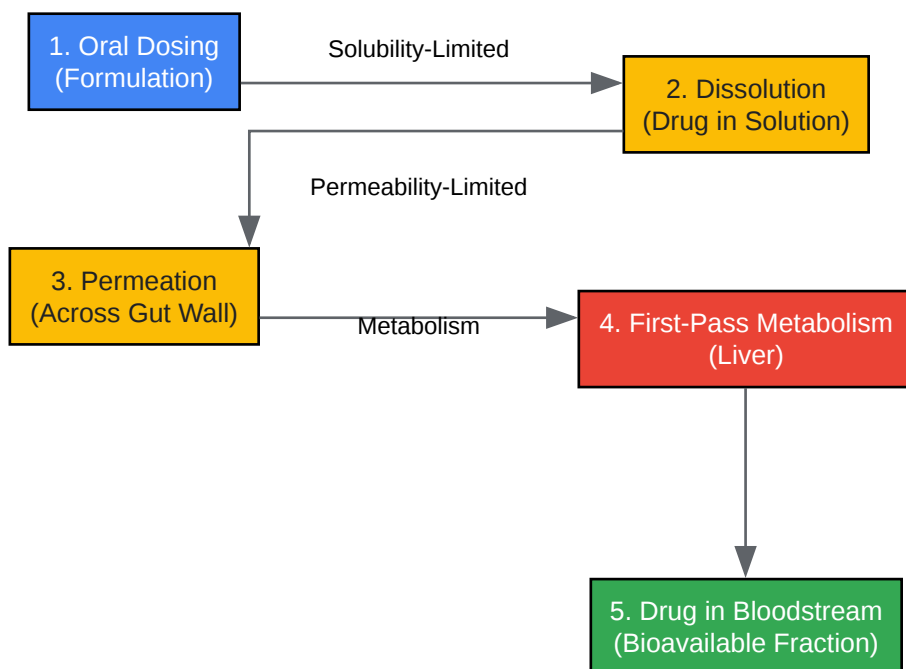 1. Oral Dosing
(Formulation)
Solubility-Limited
2. Dissolution
(Drug in Solution)
Permeability-Limited
3. Permeation
(Across Gut Wall)
Metabolism
4. First-Pass Metabolism
(Liver)
5. Drug in Bloodstream
(Bioavailable Fraction)